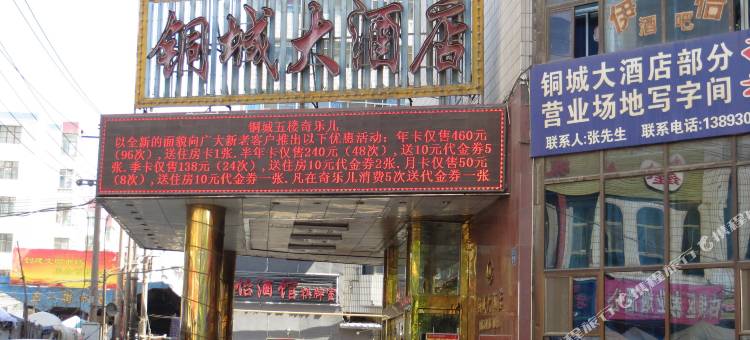 铜城大酒店
铜城五楼奇乐儿
以全新的面貌向广大新老客户推出以下优惠活动：年卡仅售460元
（96次），送住房卡1张.半年卡仅售240元（48次），送10元代金券5
张.季卡仅售138元（24次），送住房10元代金券2张.月卡仅售50元
（8次），送住房10元代金券一张.凡在奇乐儿消费5次送代金券一张
伊酒吧
铜城大酒店部分
营业场地写字间
联系人:张先生 联系电话:13893
携程旅行